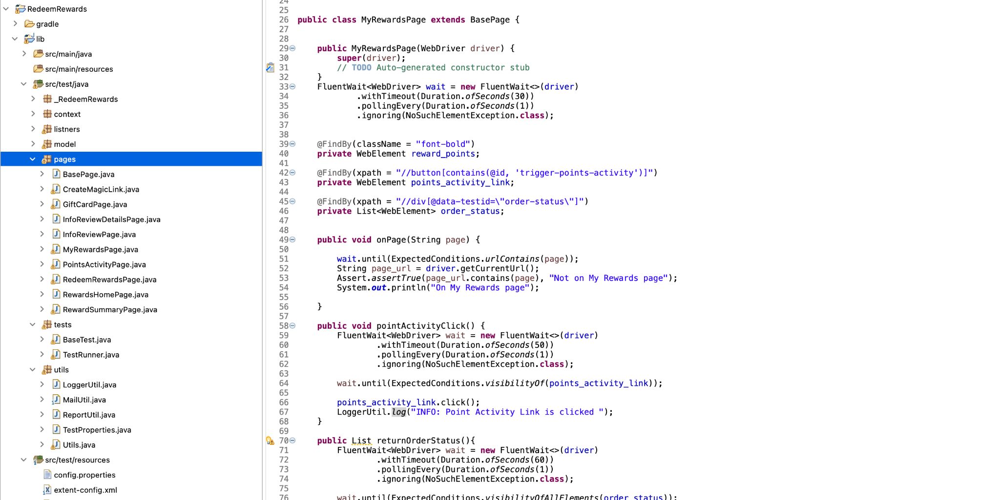 RedeemRewards
gradle
lib
src/main/java
src/main/resources
src/test/java
_RedeemRewards
context
listners
model
pages
BasePage.java
CreateMagicLink.java
GiftCardPage.java
InfoReviewDetailsPage.java
InfoReviewPage.java
MyRewardsPage.java
PointsActivityPage.java
RedeemRewardsPage.java
RewardsHomePage.java
RewardSummaryPage.java
tests
BaseTest.java
TestRunner.java
utils
LoggerUtil.java
MailUtil.java
ReportUtil.java
TestProperties.java
Utils.java
src/test/resources
config.properties
extent-config.xml
24
25
26 public class MyRewardsPage extends BasePage {
27
28
29 public MyRewardsPage(WebDriver driver) {
30 super(driver);
31 // TODO Auto-generated constructor stub
32 }
33 FluentWait<WebDriver> wait = new FluentWait<>(driver)
34 .withTimeout(Duration.ofSeconds(30))
35 .pollingEvery(Duration.ofSeconds(1))
36 .ignoring(NoSuchElementException.class);
37
38
39 @FindBy(className = "font-bold")
40 private WebElement reward_points;
41
42 @FindBy(xpath = "//button[contains(@id, 'trigger-points-activity')]")
43 private WebElement points_activity_link;
44
45 @FindBy(xpath = "//div[@data-testid=\"order-status\"]")
46 private List<WebElement> order_status;
47
48
49 public void onPage(String page) {
50
51 wait.until(ExpectedConditions.urlContains(page));
52 String page_url = driver.getCurrentUrl();
53 Assert.assertTrue(page_url.contains(page), "Not on My Rewards page");
54 System.out.println("On My Rewards page");
55
56 }
57
58 public void pointActivityClick() {
59 FluentWait<WebDriver> wait = new FluentWait<>(driver)
60 .withTimeout(Duration.ofSeconds(50))
61 .pollingEvery(Duration.ofSeconds(1))
62 .ignoring(NoSuchElementException.class);
63
64 wait.until(ExpectedConditions.visibilityOf(points_activity_link));
65
66 points_activity_link.click();
67 LoggerUtil.log("INFO: Point Activity Link is clicked ");
68 }
69
70 public List returnOrderStatus(){
71 FluentWait<WebDriver> wait = new FluentWait<>(driver)
72 .withTimeout(Duration.ofSeconds(60))
73 .pollingEvery(Duration.ofSeconds(1))
74 .ignoring(NoSuchElementException.class);
75
76 wait.until(ExpectedConditions.visibilityOfAllElements(order_status));